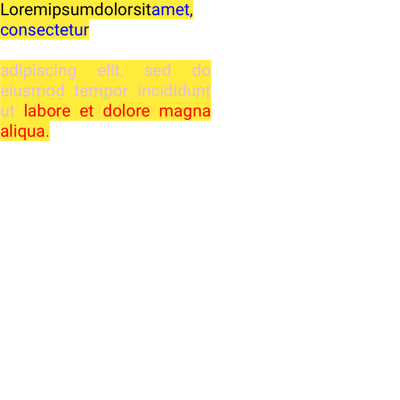 Loremipsumdolorsitamet,
consectetur
adipiscing elit, sed do
eiusmod tempor incididunt
ut labore et dolore magna
aliqua.